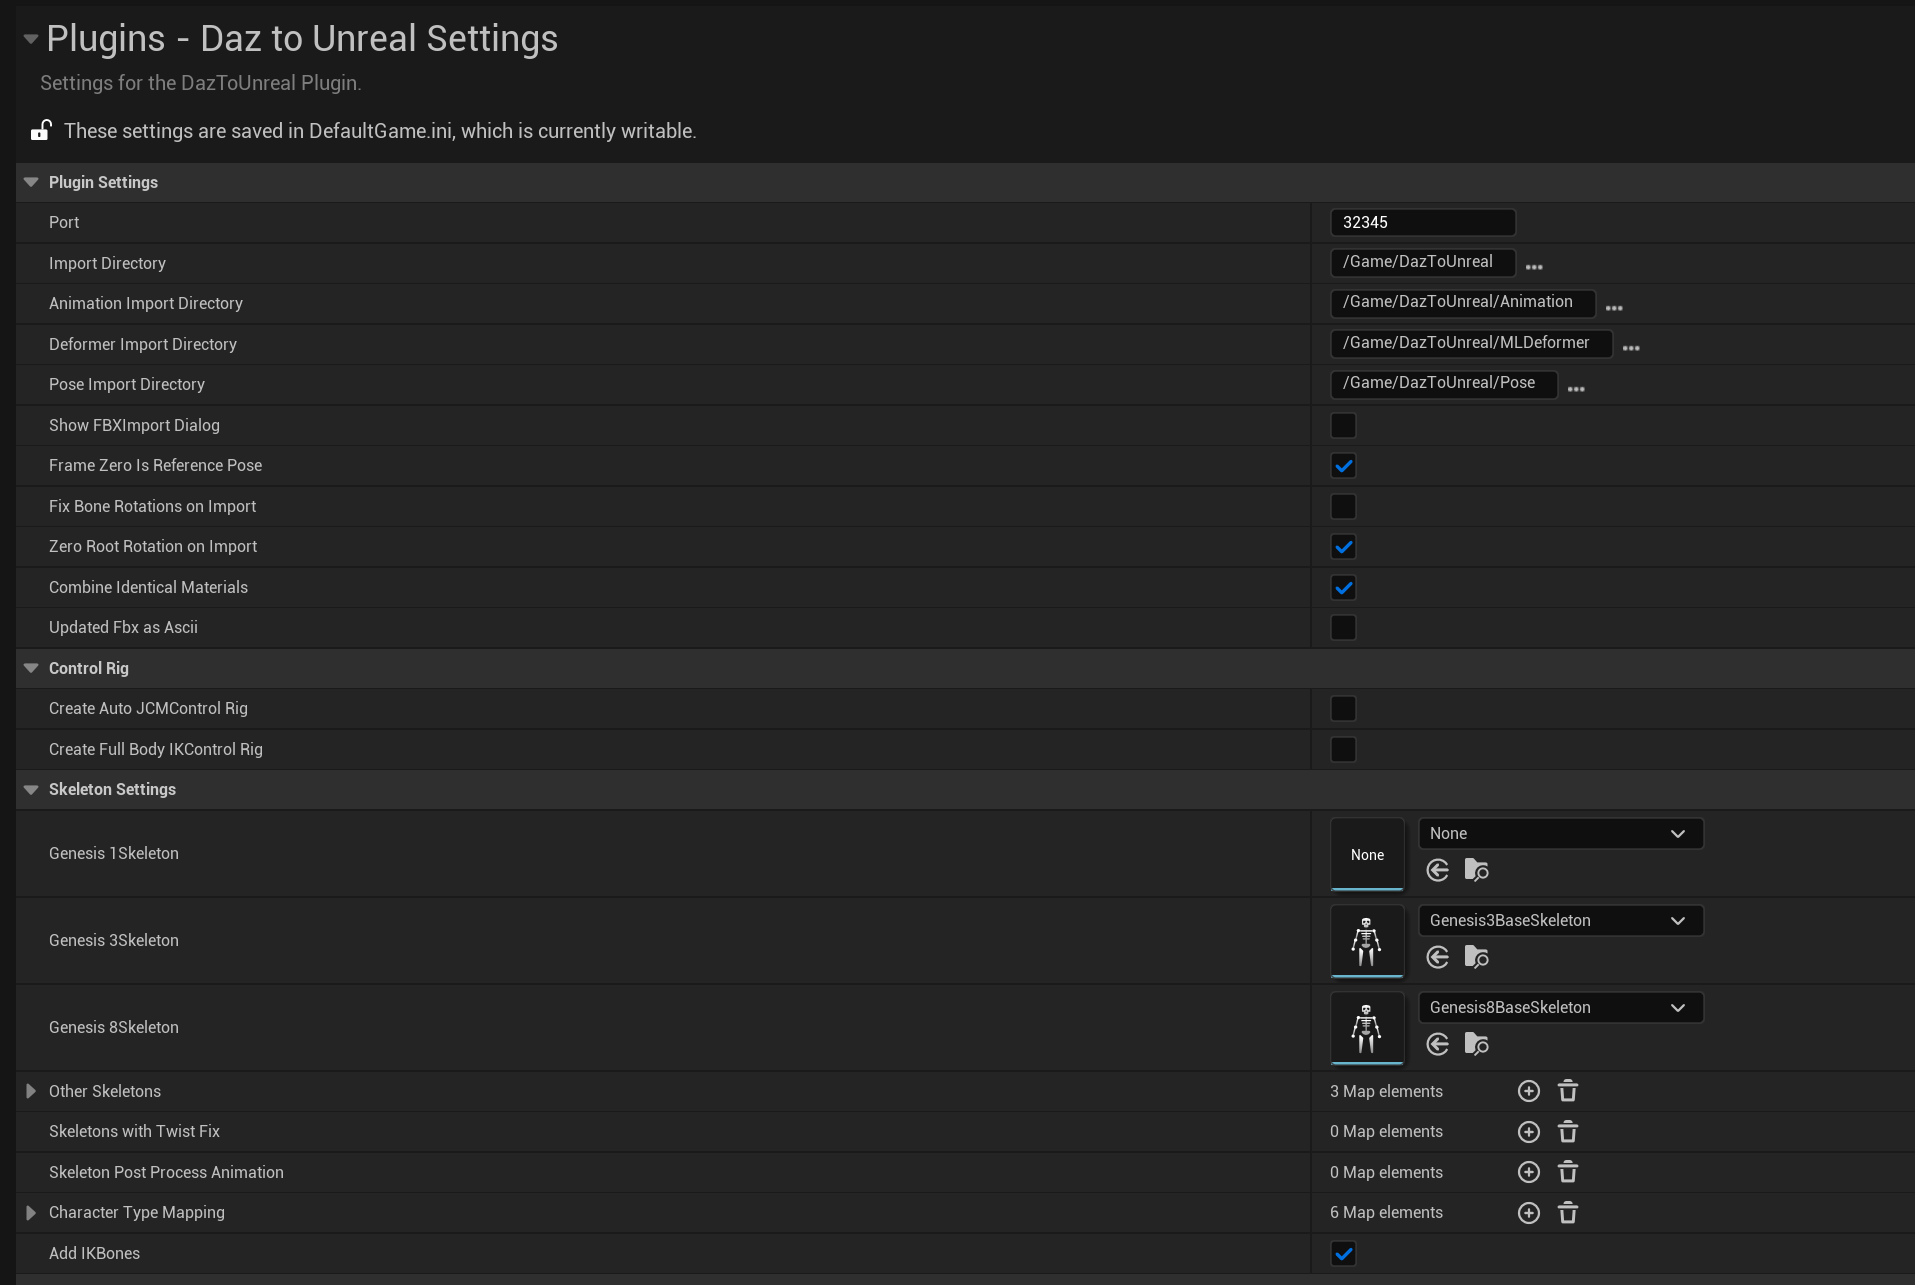 Plugins - Daz to Unreal Settings
Settings for the DazToUnreal Plugin.
These settings are saved in DefaultGame.ini, which is currently writable.
Plugin Settings
Port 32345
Import Directory /Game/DazToUnreal
Animation Import Directory /Game/DazToUnreal/Animation
Deformer Import Directory /Game/DazToUnreal/MLDeformer
Pose Import Directory /Game/DazToUnreal/Pose
Show FBXImport Dialog
Frame Zero Is Reference Pose
Fix Bone Rotations on Import
Zero Root Rotation on Import
Combine Identical Materials
Updated Fbx as Ascii
Control Rig
Create Auto JCMControl Rig
Create Full Body IKControl Rig
Skeleton Settings
Genesis 1Skeleton None None
Genesis 3Skeleton Genesis3BaseSkeleton
Genesis 8Skeleton Genesis8BaseSkeleton
Other Skeletons 3 Map elements
Skeletons with Twist Fix 0 Map elements
Skeleton Post Process Animation 0 Map elements
Character Type Mapping 6 Map elements
Add IKBones